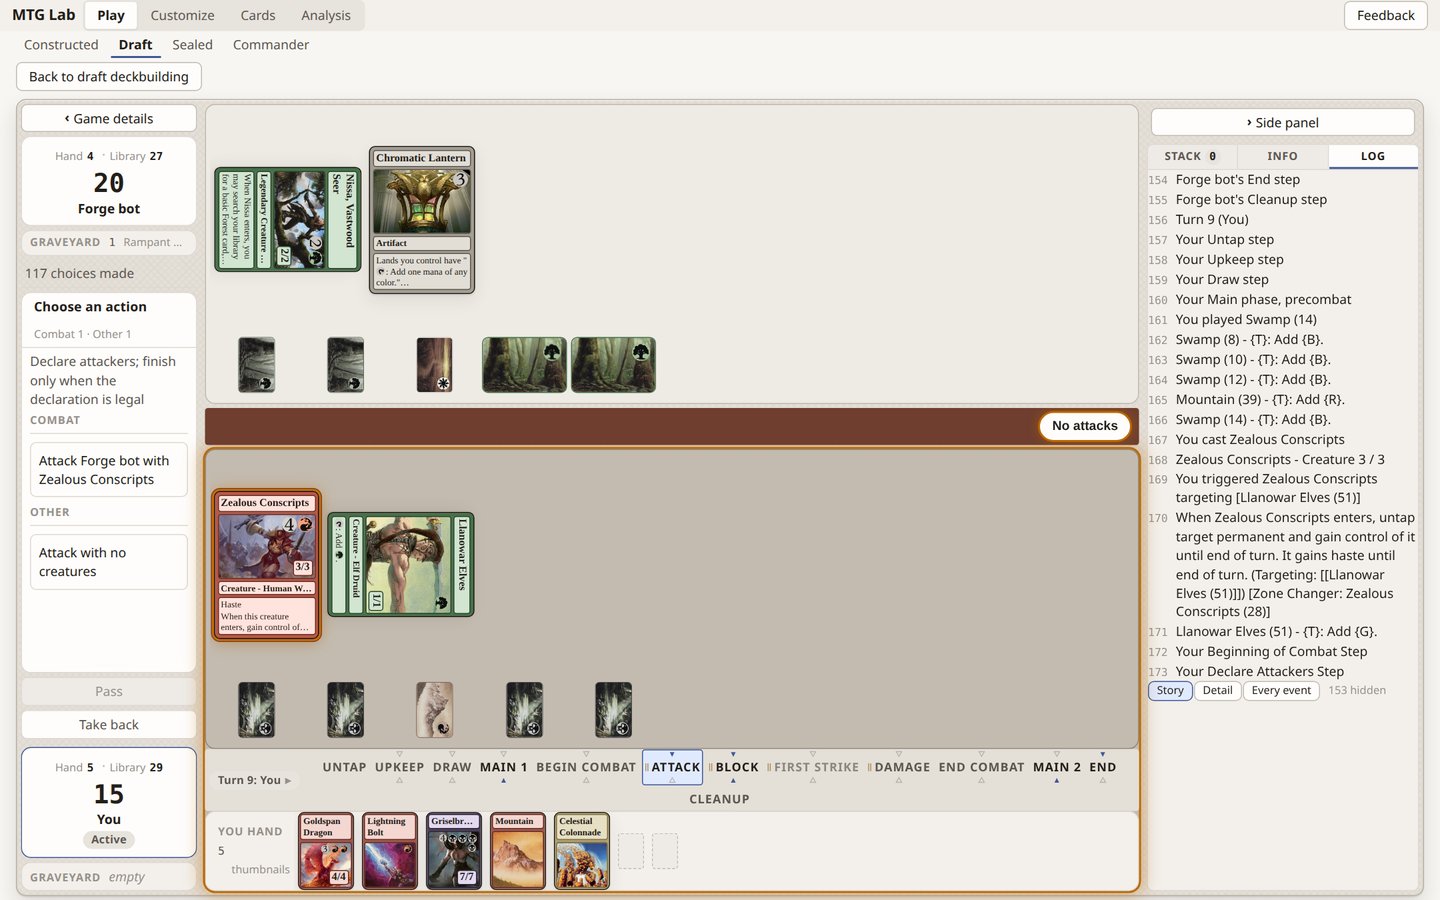 MTG Lab
Play
Customize
Cards
Analysis
Feedback
Constructed
Draft
Sealed
Commander
Back to draft deckbuilding
‹ Game details
Hand 4 · Library 27
20
Forge bot
GRAVEYARD 1 Rampant ...
117 choices made
Choose an action
Combat 1 · Other 1
Declare attackers; finish
only when the
declaration is legal
COMBAT
Attack Forge bot with
Zealous Conscripts
OTHER
Attack with no
creatures
Pass
Take back
Hand 5 · Library 29
15
You
Active
GRAVEYARD empty
Nissa, Vastwood
Seer
2
2/2
Legendary Creature ...
When Nissa enters, you
may search your library
for a basic Forest card,...
Chromatic Lantern
3
Artifact
Lands you control have "
: Add one mana of any
color."...
No attacks
Zealous Conscripts
4
3/3
Creature - Human W...
Haste
When this creature
enters, gain control of...
Llanowar Elves
1/1
Creature - Elf Druid
: Add
Turn 9: You ▸
UNTAP
UPKEEP
DRAW
MAIN 1
BEGIN COMBAT
ATTACK
BLOCK
FIRST STRIKE
DAMAGE
END COMBAT
MAIN 2
END
CLEANUP
YOU HAND
5
thumbnails
Goldspan
Dragon
3
4/4
Lightning
Bolt
Griselbr...
4
7/7
Mountain
Celestial
Colonnade
› Side panel
STACK 0
INFO
LOG
154 Forge bot's End step
155 Forge bot's Cleanup step
156 Turn 9 (You)
157 Your Untap step
158 Your Upkeep step
159 Your Draw step
160 Your Main phase, precombat
161 You played Swamp (14)
162 Swamp (8) - {T}: Add {B}.
163 Swamp (10) - {T}: Add {B}.
164 Swamp (12) - {T}: Add {B}.
165 Mountain (39) - {T}: Add {R}.
166 Swamp (14) - {T}: Add {B}.
167 You cast Zealous Conscripts
168 Zealous Conscripts - Creature 3 / 3
169 You triggered Zealous Conscripts
targeting [Llanowar Elves (51)]
170 When Zealous Conscripts enters, untap
target permanent and gain control of it
until end of turn. It gains haste until
end of turn. (Targeting: [[Llanowar
Elves (51)]]) [Zone Changer: Zealous
Conscripts (28)]
171 Llanowar Elves (51) - {T}: Add {G}.
172 Your Beginning of Combat Step
173 Your Declare Attackers Step
Story
Detail
Every event
153 hidden